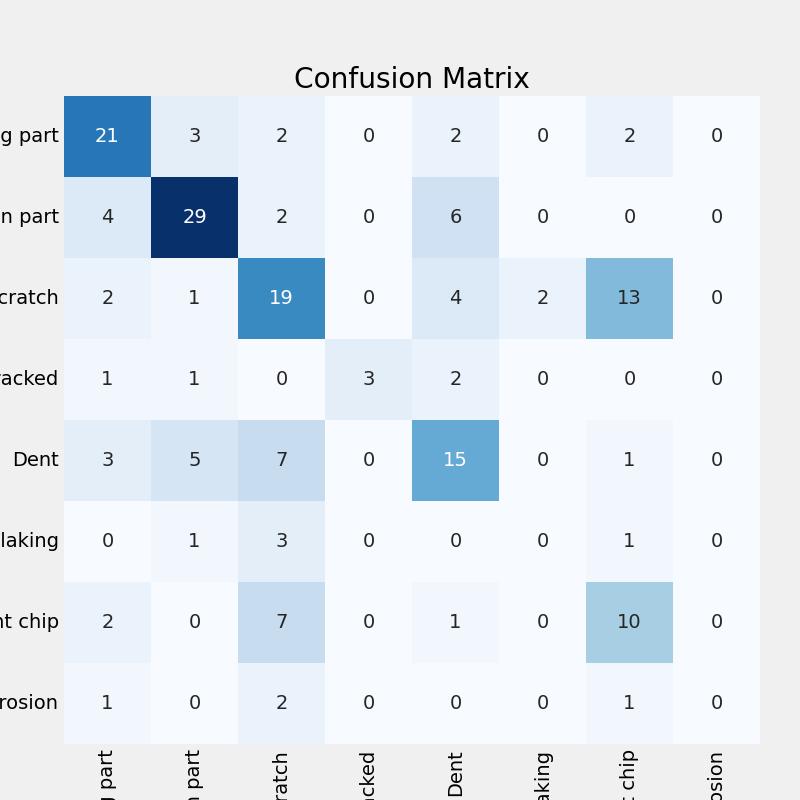 Confusion Matrix
g part 21 3 2 0 2 0 2 0
n part 4 29 2 0 6 0 0 0
cratch 2 1 19 0 4 2 13 0
acked 1 1 0 3 2 0 0 0
Dent 3 5 7 0 15 0 1 0
laking 0 1 3 0 0 0 1 0
nt chip 2 0 7 0 1 0 10 0
rosion 1 0 2 0 0 0 1 0
g part
n part
ratch
cked
Dent
aking
t chip
osion